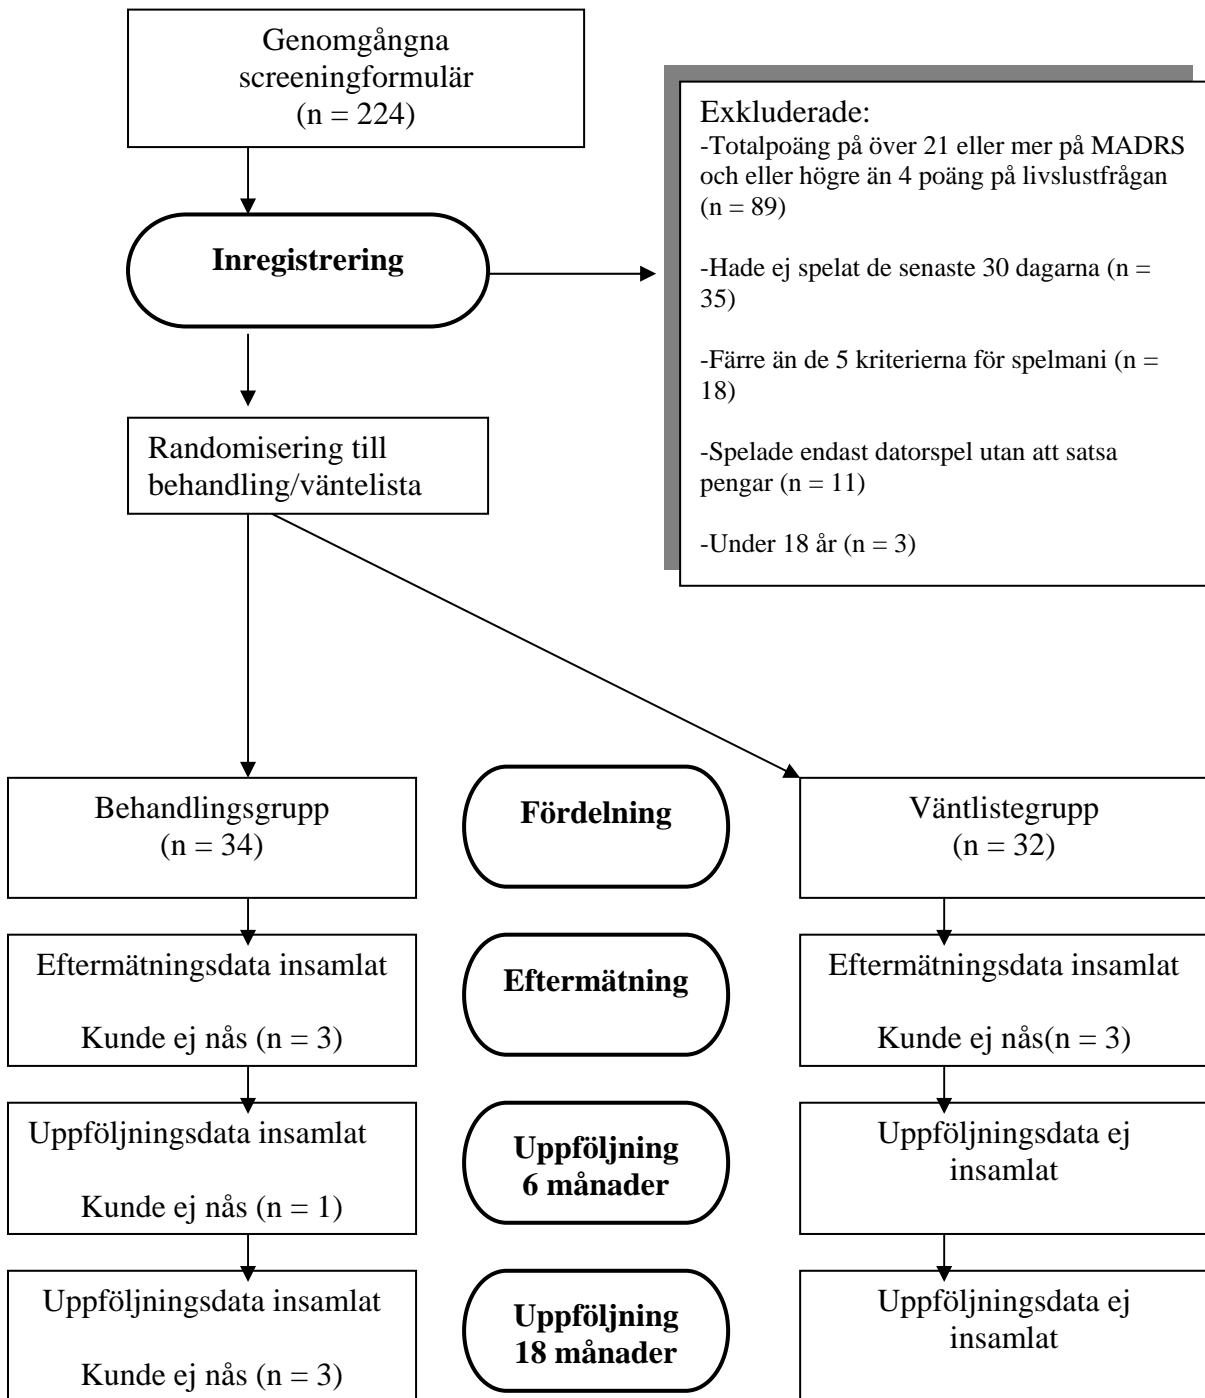 Genomgångna
screeningformulär
(n = 224)
Exkluderade:
-Totalpoäng på över 21 eller mer på MADRS
och eller högre än 4 poäng på livslustfrågan
(n = 89)
-Hade ej spelat de senaste 30 dagarna (n =
35)
-Färre än de 5 kriterierna för spelmani (n =
18)
-Spelade endast datorspel utan att satsa
pengar (n = 11)
-Under 18 år (n = 3)
Inregistrering
Randomisering till
behandling/väntelista
Behandlingsgrupp
(n = 34)
Fördelning
Väntlistegrupp
(n = 32)
Eftermätningsdata insamlat
Kunde ej nås (n = 3)
Eftermätning
Eftermätningsdata insamlat
Kunde ej nås(n = 3)
Uppföljningsdata insamlat
Kunde ej nås (n = 1)
Uppföljning
6 månader
Uppföljningsdata ej
insamlat
Uppföljningsdata insamlat
Kunde ej nås (n = 3)
Uppföljning
18 månader
Uppföljningsdata ej
insamlat